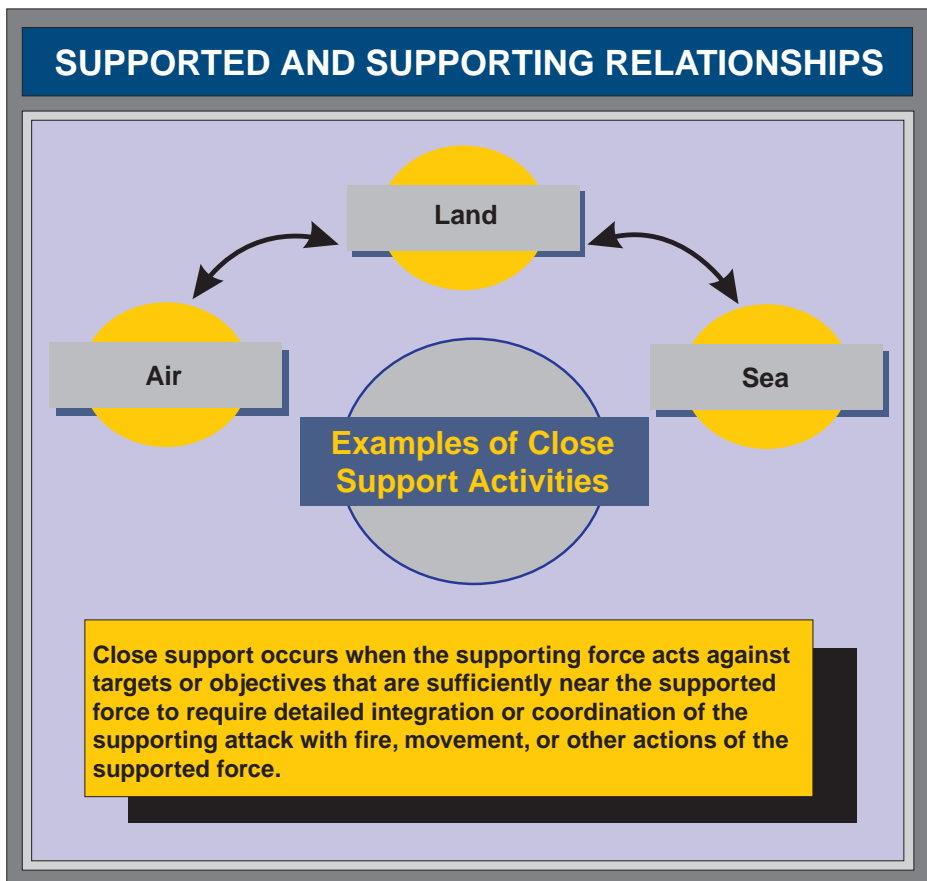 SUPPORTED AND SUPPORTING RELATIONSHIPS
Land
Air
Sea
Examples of Close
Support Activities
Close support occurs when the supporting force acts against
targets or objectives that are sufficiently near the supported
force to require detailed integration or coordination of the
supporting attack with fire, movement, or other actions of the
supported force.